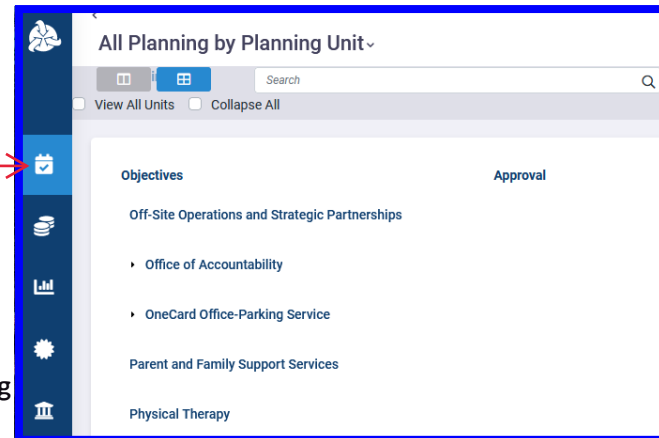 All Planning by Planning Unit
Search
View All Units
Collapse All
Objectives
Approval
Off-Site Operations and Strategic Partnerships
Office of Accountability
OneCard Office-Parking Service
Parent and Family Support Services
g
Physical Therapy